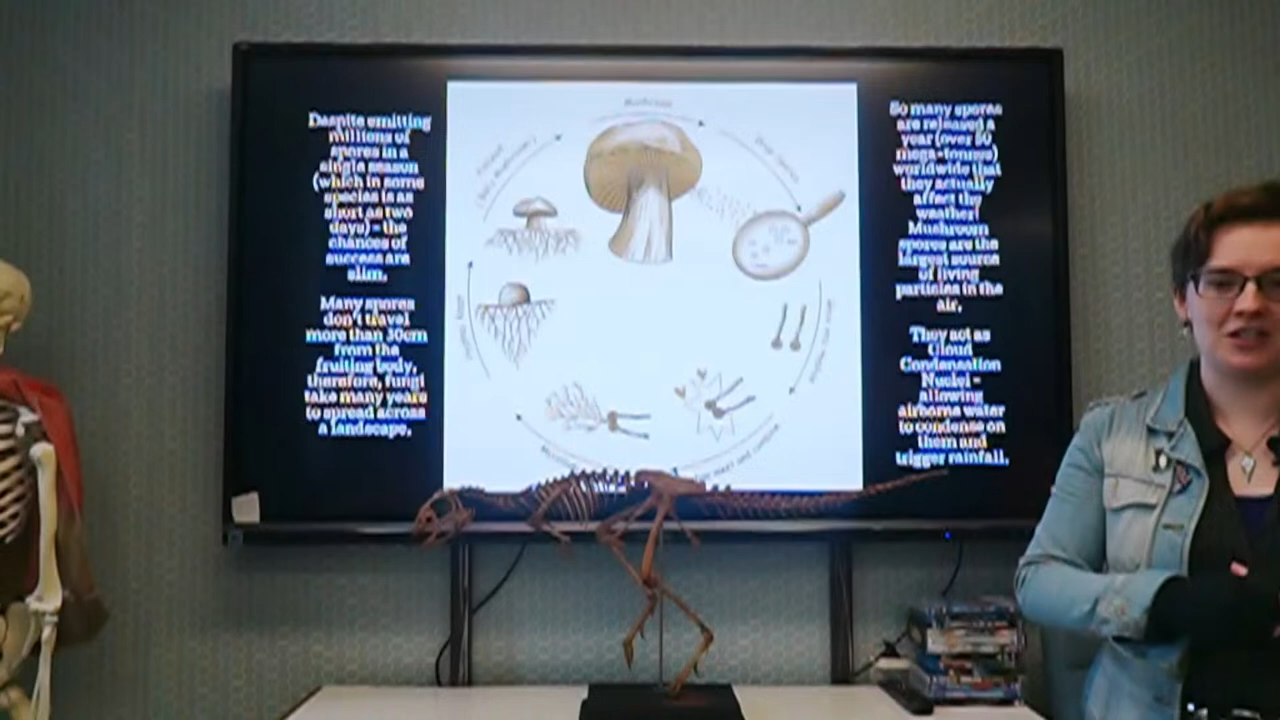 Despite emitting
millions of
spores in a
single season
(which in some
species is as
short as two
days) - the
chances of
success are
slim.
Many spores
don't travel
more than 30cm
from the
fruiting body,
therefore, fungi
take many years
to spread across
a landscape.
Mushroom
So many spores
are released a
year (over 50
mega-tonnes)
worldwide that
they actually
affect the
weather!
Mushroom
spores are the
largest source
of living
particles in the
air.
They act as
Cloud
Condensation
Nuclei -
allowing
airborne water
to condense on
them and
trigger rainfall.